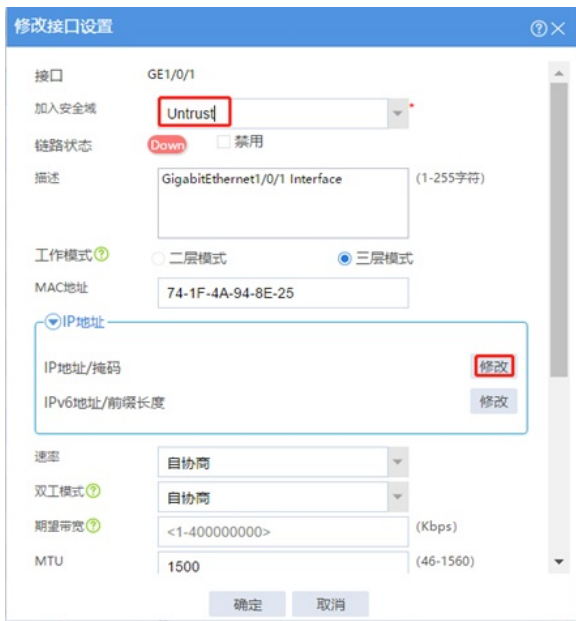 修改接口设置
接口 GE1/0/1
加入安全域 Untrust *
链路状态 Down 禁用
描述 GigabitEthernet1/0/1 Interface (1-255字符)
工作模式 二层模式 三层模式
MAC地址 74-1F-4A-94-8E-25
IP地址
IP地址/掩码 修改
IPv6地址/前缀长度 修改
速率 自协商
双工模式 自协商
期望带宽 <1-400000000> (Kbps)
MTU 1500 (46-1560)
确定 取消